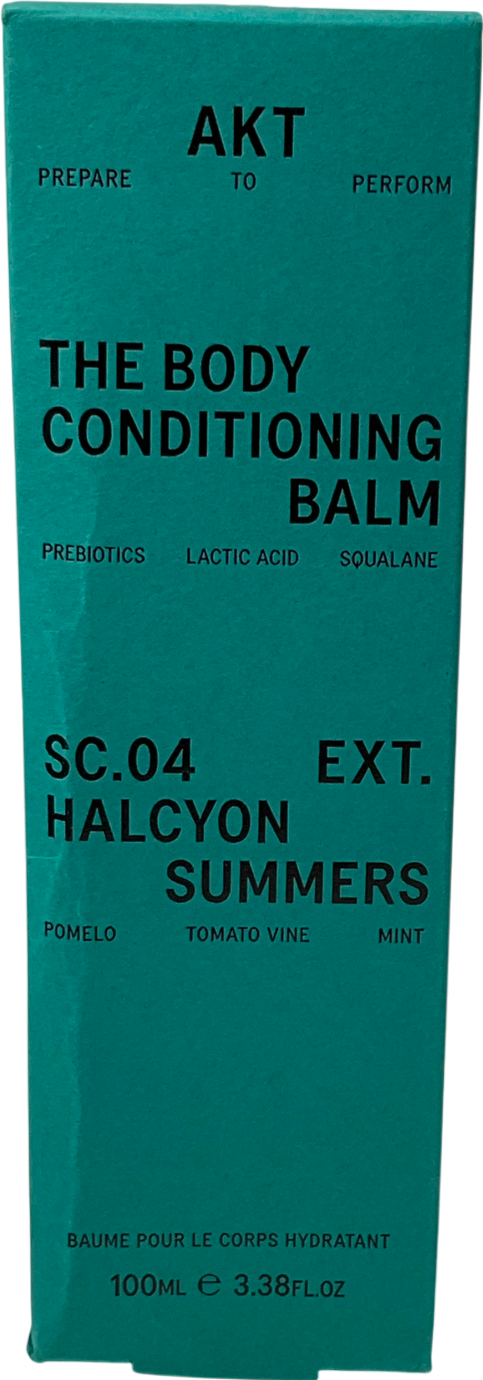 AKT
PREPARE TO PERFORM
THE BODY
CONDITIONING
BALM
PREBIOTICS LACTIC ACID SQUALANE
SC.04 EXT.
HALCYON
SUMMERS
POMELO TOMATO VINE MINT
BAUME POUR LE CORPS HYDRATANT
100ML ℮ 3.38FL.OZ